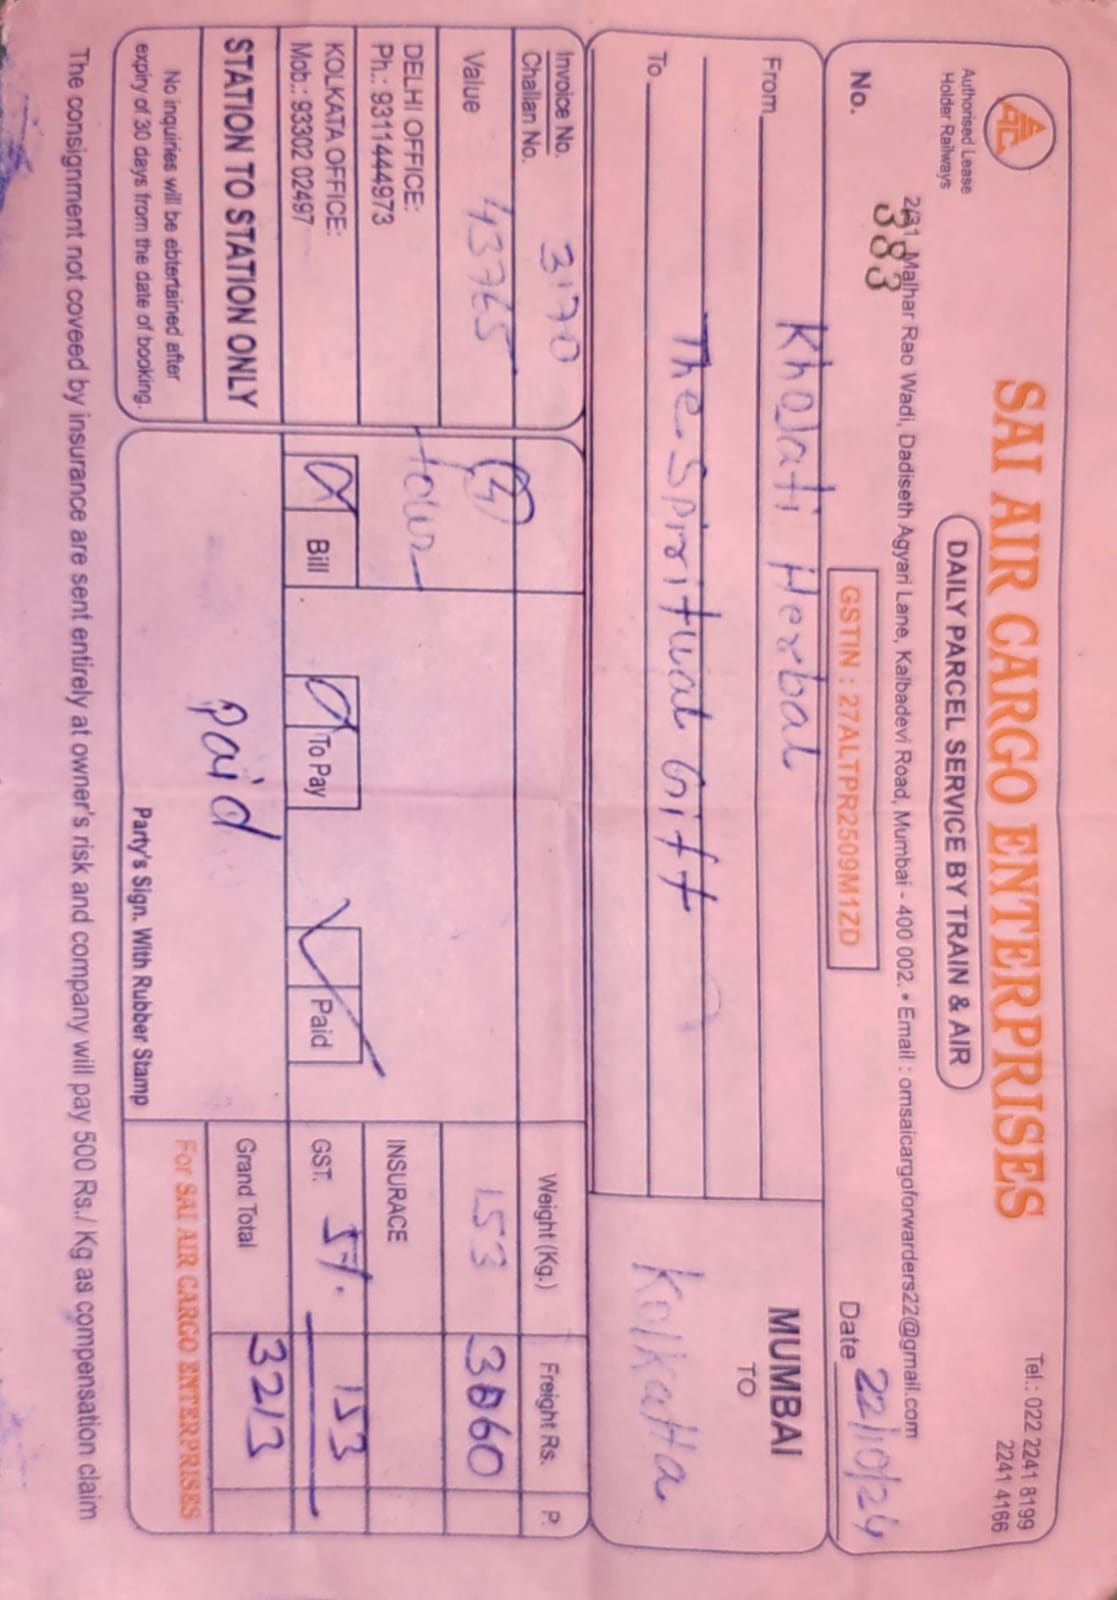 SAI AIR CARGO ENTERPRISES
Tel.: 022 2241 8199
2241 4166
Authorised Lease
Holder Railways
DAILY PARCEL SERVICE BY TRAIN & AIR
2/31, Malhar Rao Wadi, Dadiseth Agyari Lane, Kalbadevi Road, Mumbai - 400 002. • Email : omsaicargoforwarders22@gmail.com
No. 383
GSTIN : 27ALTPR2509M1ZD
Date 22/10/24
From Khojati Herbal
MUMBAI
TO
Kolkatta
The Spiritual Gift
To
Invoice No.
Challan No. 3170
Weight (Kg.) Freight Rs. P.
Value 43765 (4) 153 3060
DELHI OFFICE:
Ph.: 9311444973
four
INSURACE
KOLKATA OFFICE:
Mob.: 93302 02497
Bill To Pay Paid
GST. 5%. 153
STATION TO STATION ONLY
paid
Grand Total 3213
No inquiries will be ebtertained after
expiry of 30 days from the date of booking.
Party's Sign. With Rubber Stamp
For SAI AIR CARGO ENTERPRISES
The consignment not coveed by insurance are sent entirely at owner's risk and company will pay 500 Rs./ Kg as compensation claim